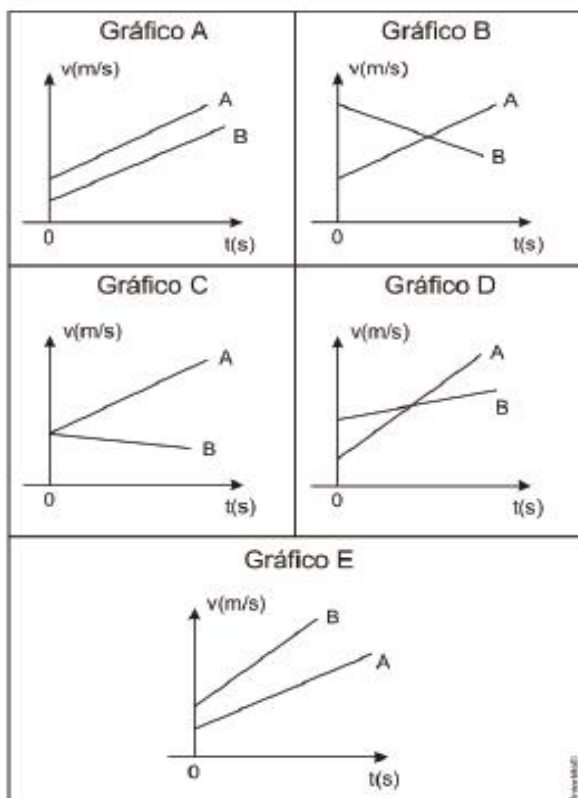 Gráfico A
v(m/s)
A
B
0
t(s)
Gráfico B
v(m/s)
A
B
0
t(s)
Gráfico C
v(m/s)
A
B
0
t(s)
Gráfico D
v(m/s)
A
B
0
t(s)
Gráfico E
v(m/s)
B
A
0
t(s)